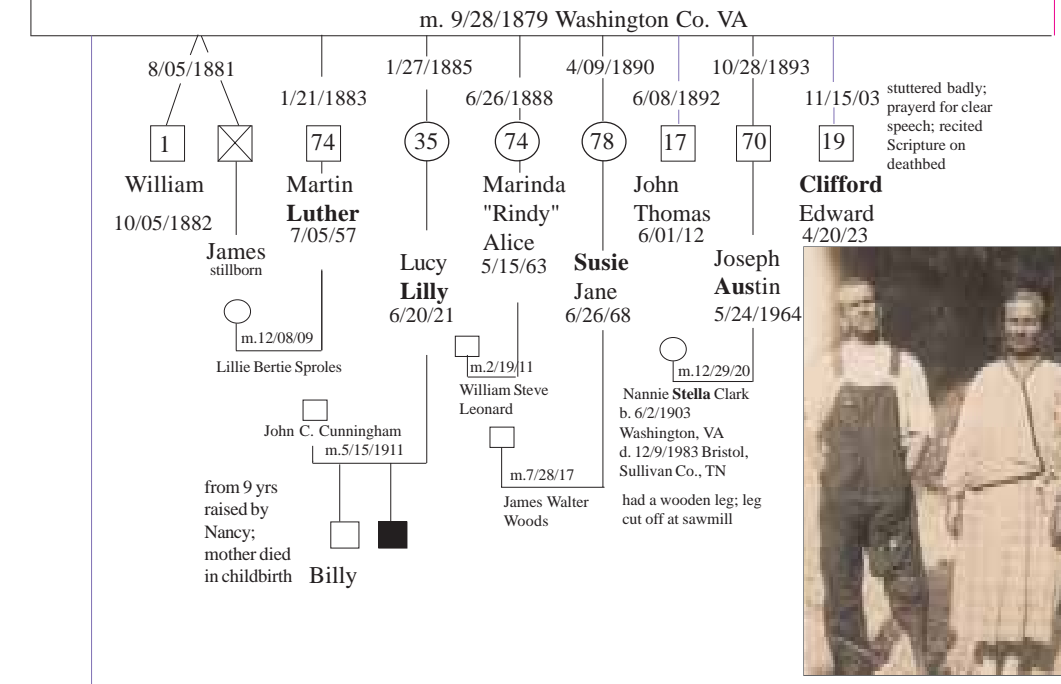 m. 9/28/1879 Washington Co. VA
8/05/1881
1/27/1885
4/09/1890
10/28/1893
1/21/1883
6/26/1888
6/08/1892
11/15/03
stuttered badly;
prayerd for clear
speech; recited
Scripture on
deathbed
1
74
35
74
78
17
70
19
William
10/05/1882
James
stillborn
Martin
Luther
7/05/57
Lucy
Lilly
6/20/21
Marinda
"Rindy"
Alice
5/15/63
Susie
Jane
6/26/68
John
Thomas
6/01/12
Joseph
Austin
5/24/1964
Clifford
Edward
4/20/23
m.12/08/09
Lillie Bertie Sproles
m.2/19/11
William Steve
Leonard
m.12/29/20
Nannie Stella Clark
b. 6/2/1903
Washington, VA
d. 12/9/1983 Bristol,
Sullivan Co., TN
had a wooden leg; leg
cut off at sawmill
John C. Cunningham
m.5/15/1911
m.7/28/17
James Walter
Woods
from 9 yrs
raised by
Nancy;
mother died
in childbirth
Billy